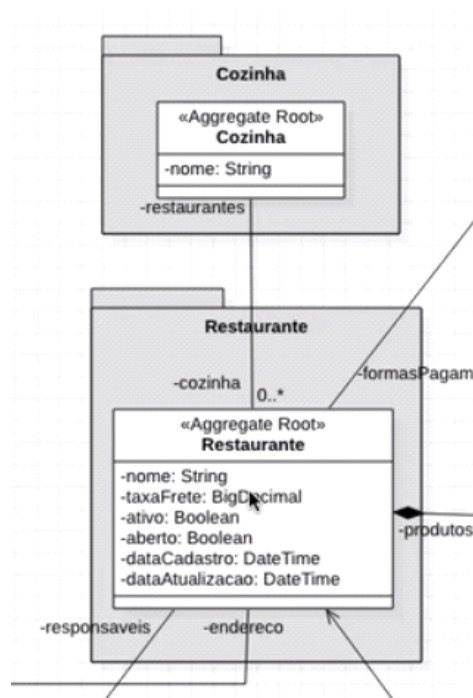 Cozinha
«Aggregate Root»
Cozinha
-nome: String
-restaurantes
Restaurante
-formasPagam
-cozinha
0..*
«Aggregate Root»
Restaurante
-nome: String
-taxaFrete: BigDecimal
-ativo: Boolean
-aberto: Boolean
-produtos
-dataCadastro: DateTime
-dataAtualizacao: DateTime
-responsaveis
-endereco